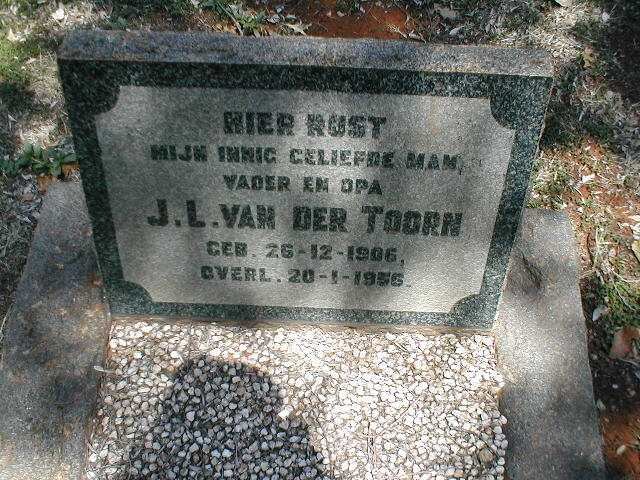 HIER RUST
MIJN INNIG GELIEFDE MAN,
VADER EN OPA
J.L. VAN DER TOORN
GEB. 26-12-1906,
OVERL. 20-1-1956.